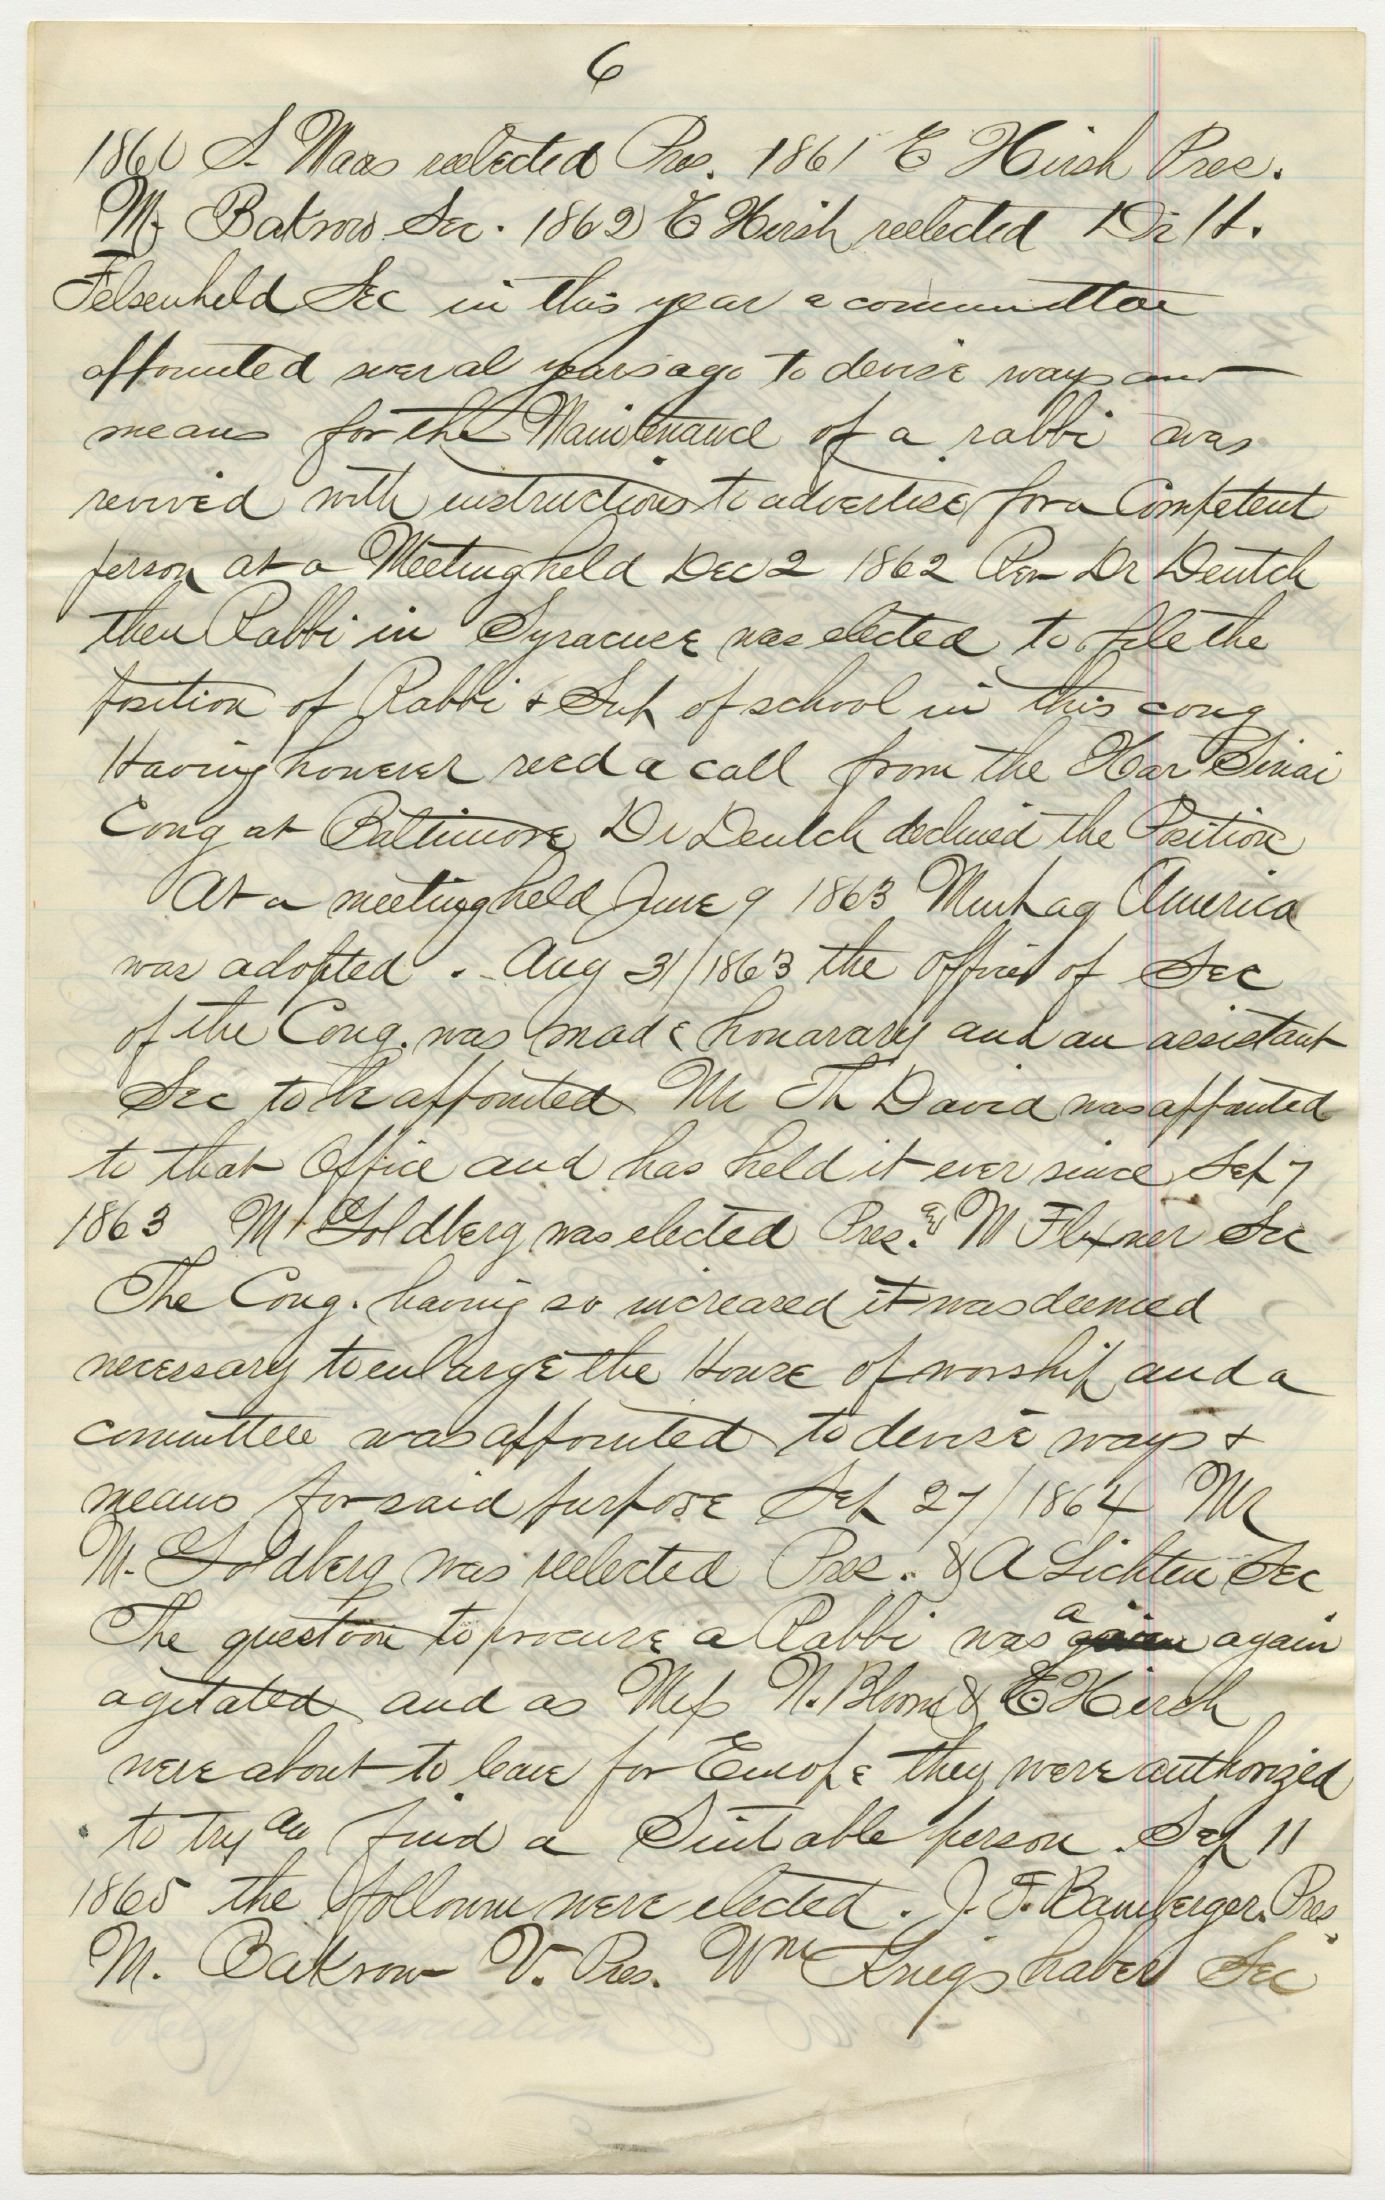 6
1860 S. Maas reelected Pres. 1861 E Hirsh Pres.
M. Bakrow Sec. 1862 E Hirsh reelected Dr H.
Felsenheld Sec in this year a committee
appointed several years ago to devise ways and
means for the Maintenance of a rabbi was
revived with instructions to advertise for a Competent
person at a Meeting held Dec 2 1862 Rev Dr Deutch
then Rabbi in Syracuse was elected to file the
position of Rabbi & Sup of school in this cong
Having however recd a call from the Har Sinai
Cong at Baltimore Dr Deutch declined the Position
At a meeting held June 9 1863 Minhag America
was adopted. Aug 31/1863 the office of Sec
of the Cong. was made honarary and an assistant
Sec to be appointed Mr Th David was appointed
to that Office and has held it ever since Sep 7
1863 M. Goldberg was elected Pres. & M Flexner Sec
The Cong. having so increased it was deemed
necessary to enlarge the House of worship and a
committee was appointed to devise ways &
means for said purpose Sep 27/1864 Mr
M. Goldberg was reelected Pres. & A Lichten Sec
The question to procure a Rabbi was a again
agitated and as Mess N. Bloom & E Hirsh
were about to leave for Europe they were authorized
to try an find a Suitable person. Sep 11
1865 the following were elected. J. F. Bamberger. Pres.
M. Bakrow V. Pres. Wm Kriegshaber Sec